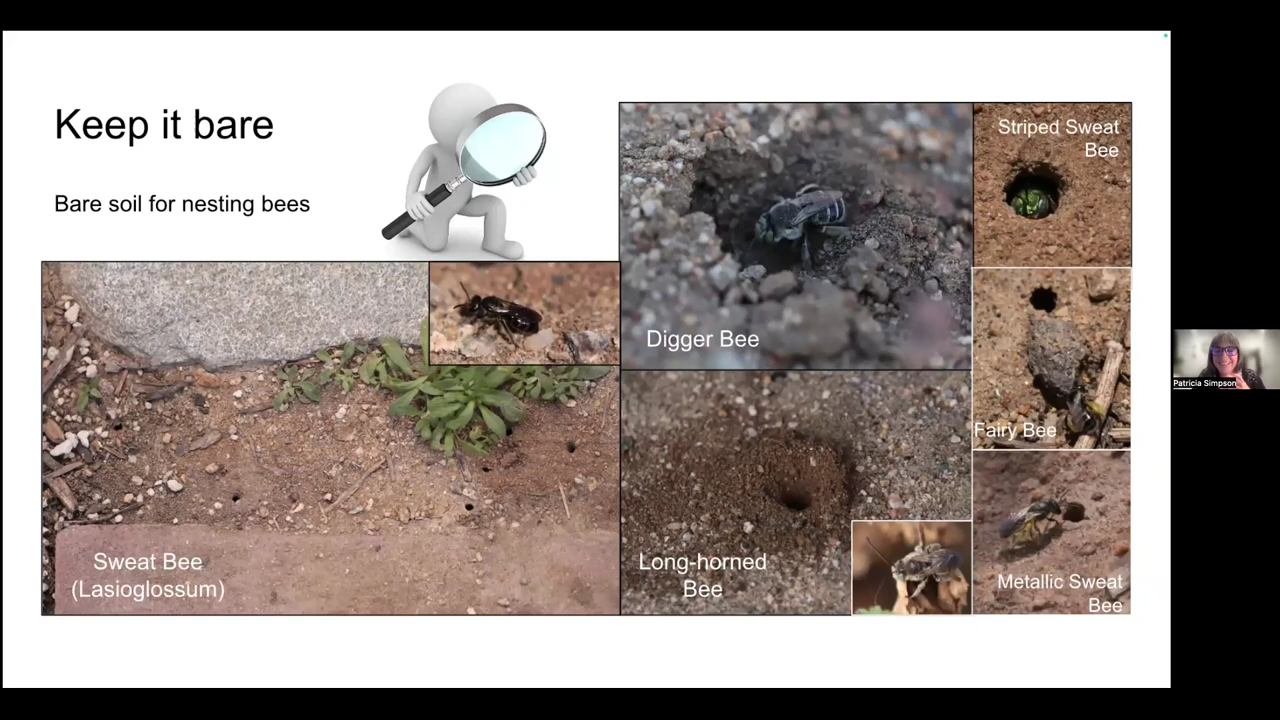 Keep it bare
Bare soil for nesting bees
Digger Bee
Striped Sweat
Bee
Fairy Bee
Sweat Bee
(Lasioglossum)
Long-horned
Bee
Metallic Sweat
Bee
Patricia Simpson